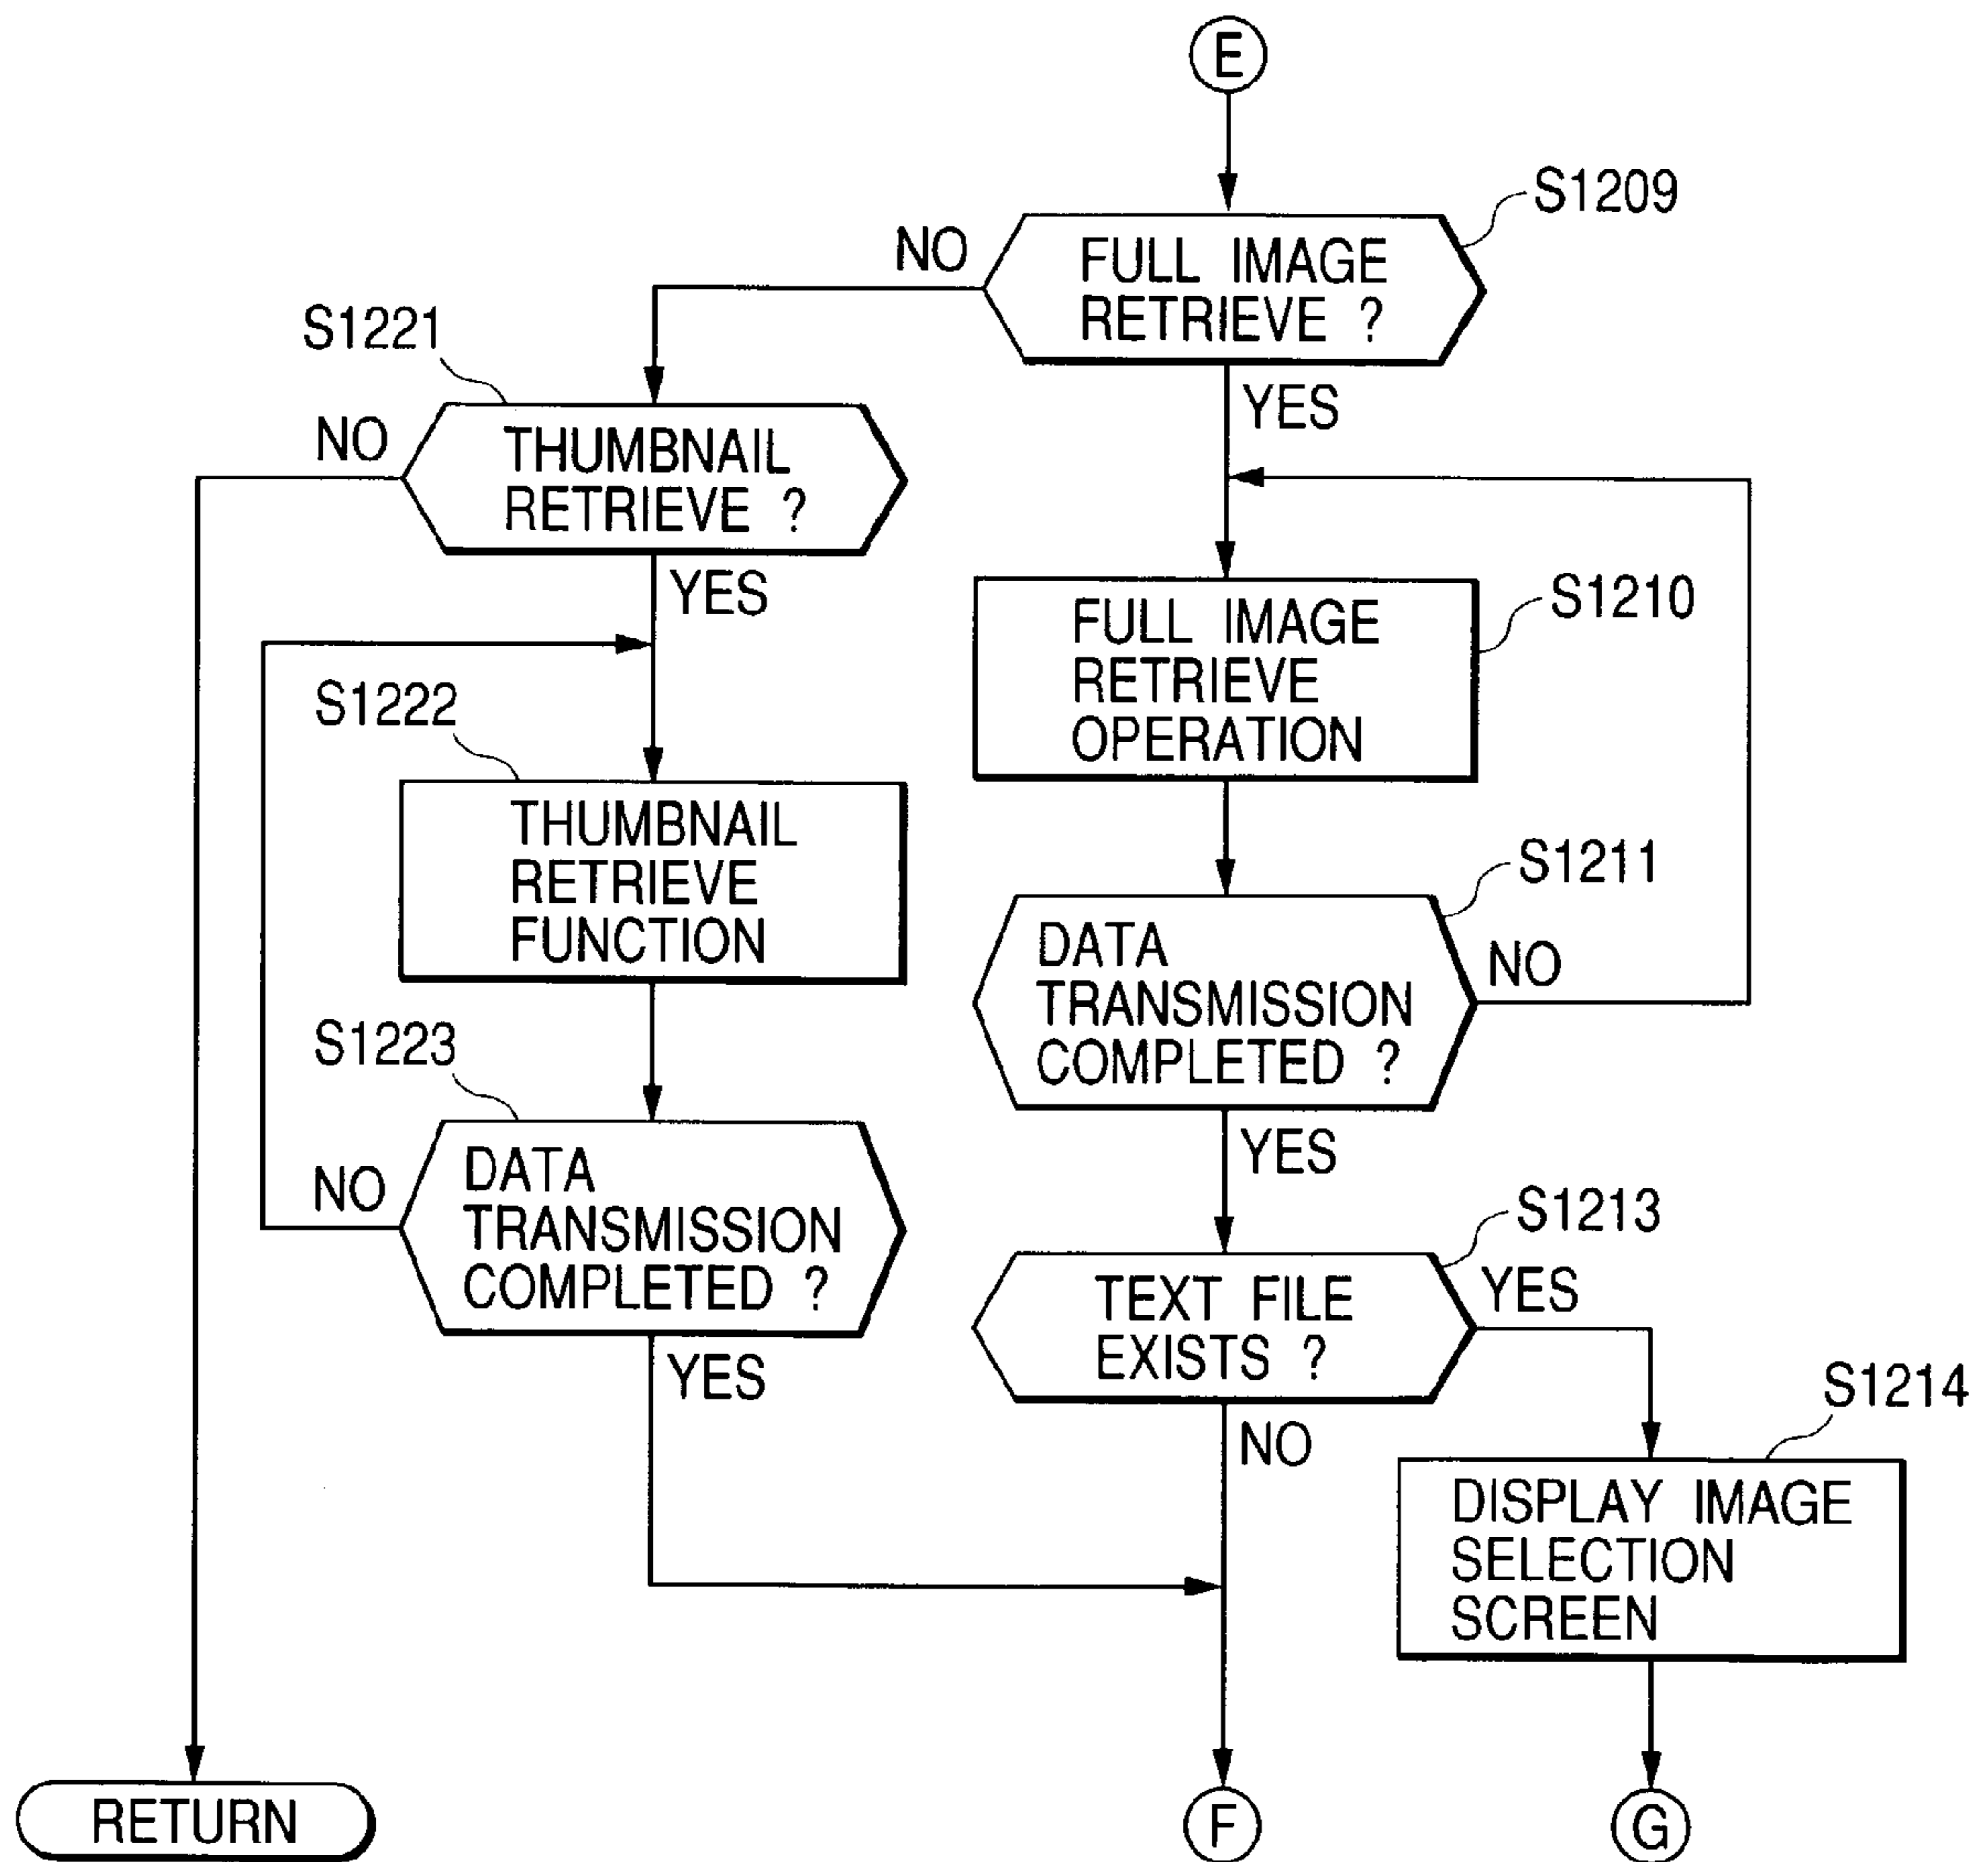 E
S1209
NO
FULL IMAGE
RETRIEVE ?
YES
S1221
NO
THUMBNAIL
RETRIEVE ?
YES
S1210
FULL IMAGE
RETRIEVE
OPERATION
S1222
THUMBNAIL
RETRIEVE
FUNCTION
S1211
DATA
TRANSMISSION
COMPLETED ?
NO
YES
S1223
NO
DATA
TRANSMISSION
COMPLETED ?
YES
S1213
TEXT FILE
EXISTS ?
YES
NO
S1214
DISPLAY IMAGE
SELECTION
SCREEN
RETURN
F
G